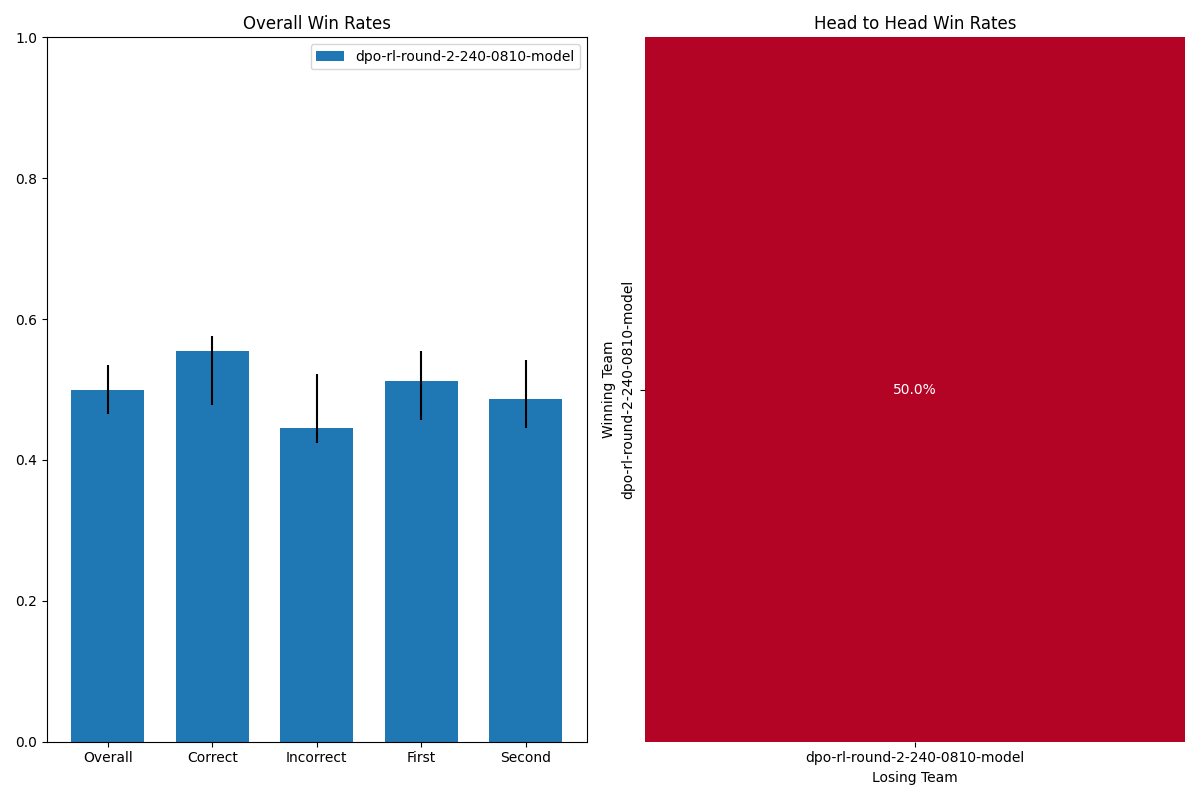 Overall Win Rates
1.0
0.8
0.6
0.4
0.2
0.0
dpo-rl-round-2-240-0810-model
Overall
Correct
Incorrect
First
Second
Head to Head Win Rates
Winning Team
dpo-rl-round-2-240-0810-model
50.0%
dpo-rl-round-2-240-0810-model
Losing Team